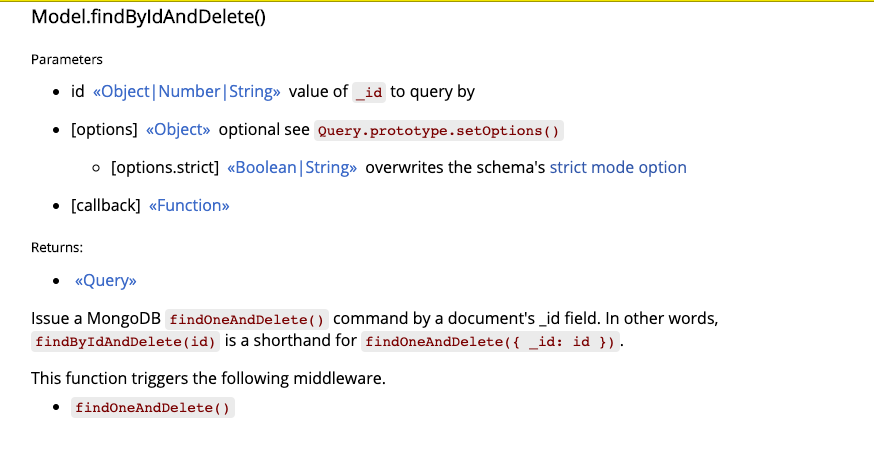 Model.findByIdAndDelete()
Parameters
• id «Object|Number|String» value of _id to query by
• [options] «Object» optional see Query.prototype.setOptions()
◦ [options.strict] «Boolean|String» overwrites the schema's strict mode option
• [callback] «Function»
Returns:
• «Query»
Issue a MongoDB findOneAndDelete() command by a document's _id field. In other words,
findByIdAndDelete(id) is a shorthand for findOneAndDelete({ _id: id }).
This function triggers the following middleware.
• findOneAndDelete()